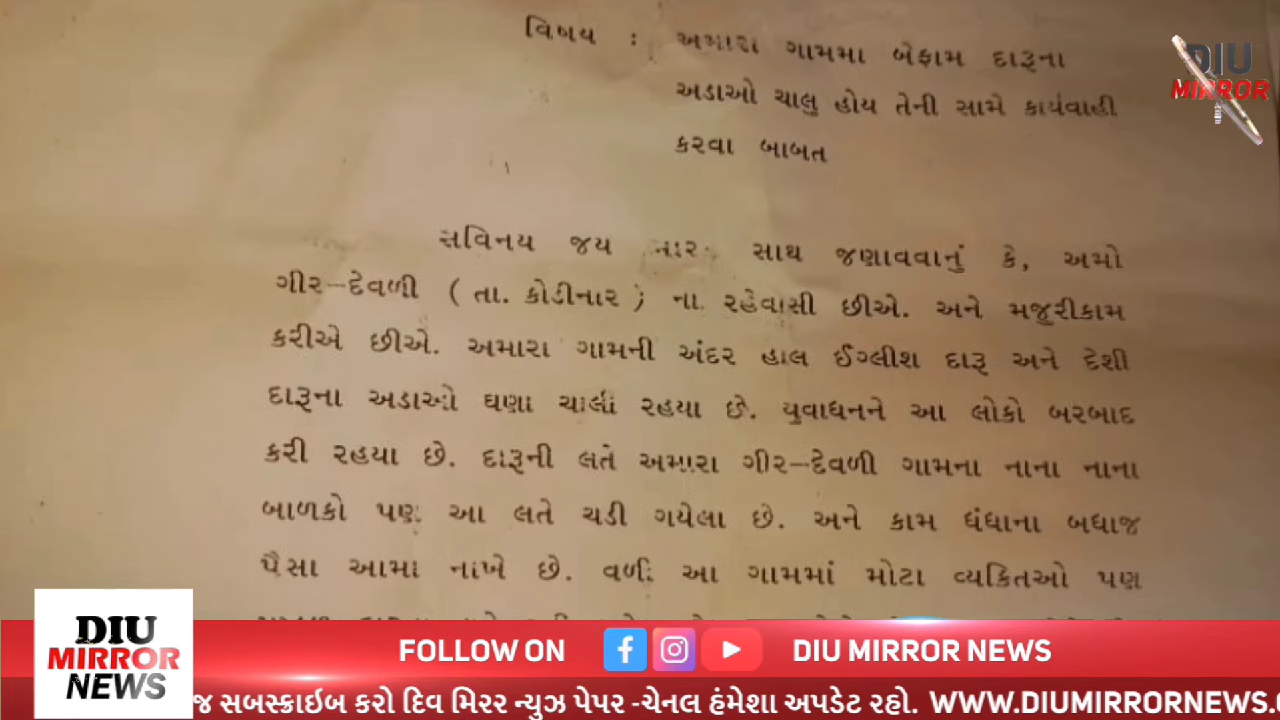 વિષય : અમારા ગામમા બેફામ દારૂના
અડાઓ ચાલુ હોય તેની સામે કાર્યવાહી
કરવા બાબત
DIU
MIRROR
સવિનય જય સાથ જણાવવાનું કે, અમો
ગીર-દેવળી ( તા. કોડીનાર ) ના રહેવાસી છીએ. અને મજુરીકામ
કરીએ છીએ. અમારા ગામની અંદર હાલ ઈગ્લીશ દારૂ અને દેશી
દારૂના અડાઓ ઘણા ચાલી રહયા છે. યુવાધનને આ લોકો બરબાદ
કરી રહયા છે. દારૂની લતે અમારા ગીર-દેવળી ગામના નાના નાના
બાળકો પણ આ લતે ચડી ગયેલા છે. અને કામ ધંધાના બધાજ
પૈસા આમા નાખે છે. વળી આ ગામમાં મોટા વ્યકિતઓ પણ
DIU
MIRROR
NEWS
FOLLOW ON DIU MIRROR NEWS
જ સબસ્ક્રાઇબ કરો દિવ મિરર ન્યુઝ પેપર -ચેનલ હંમેશા અપડેટ રહો. WWW.DIUMIRRORNEWS.